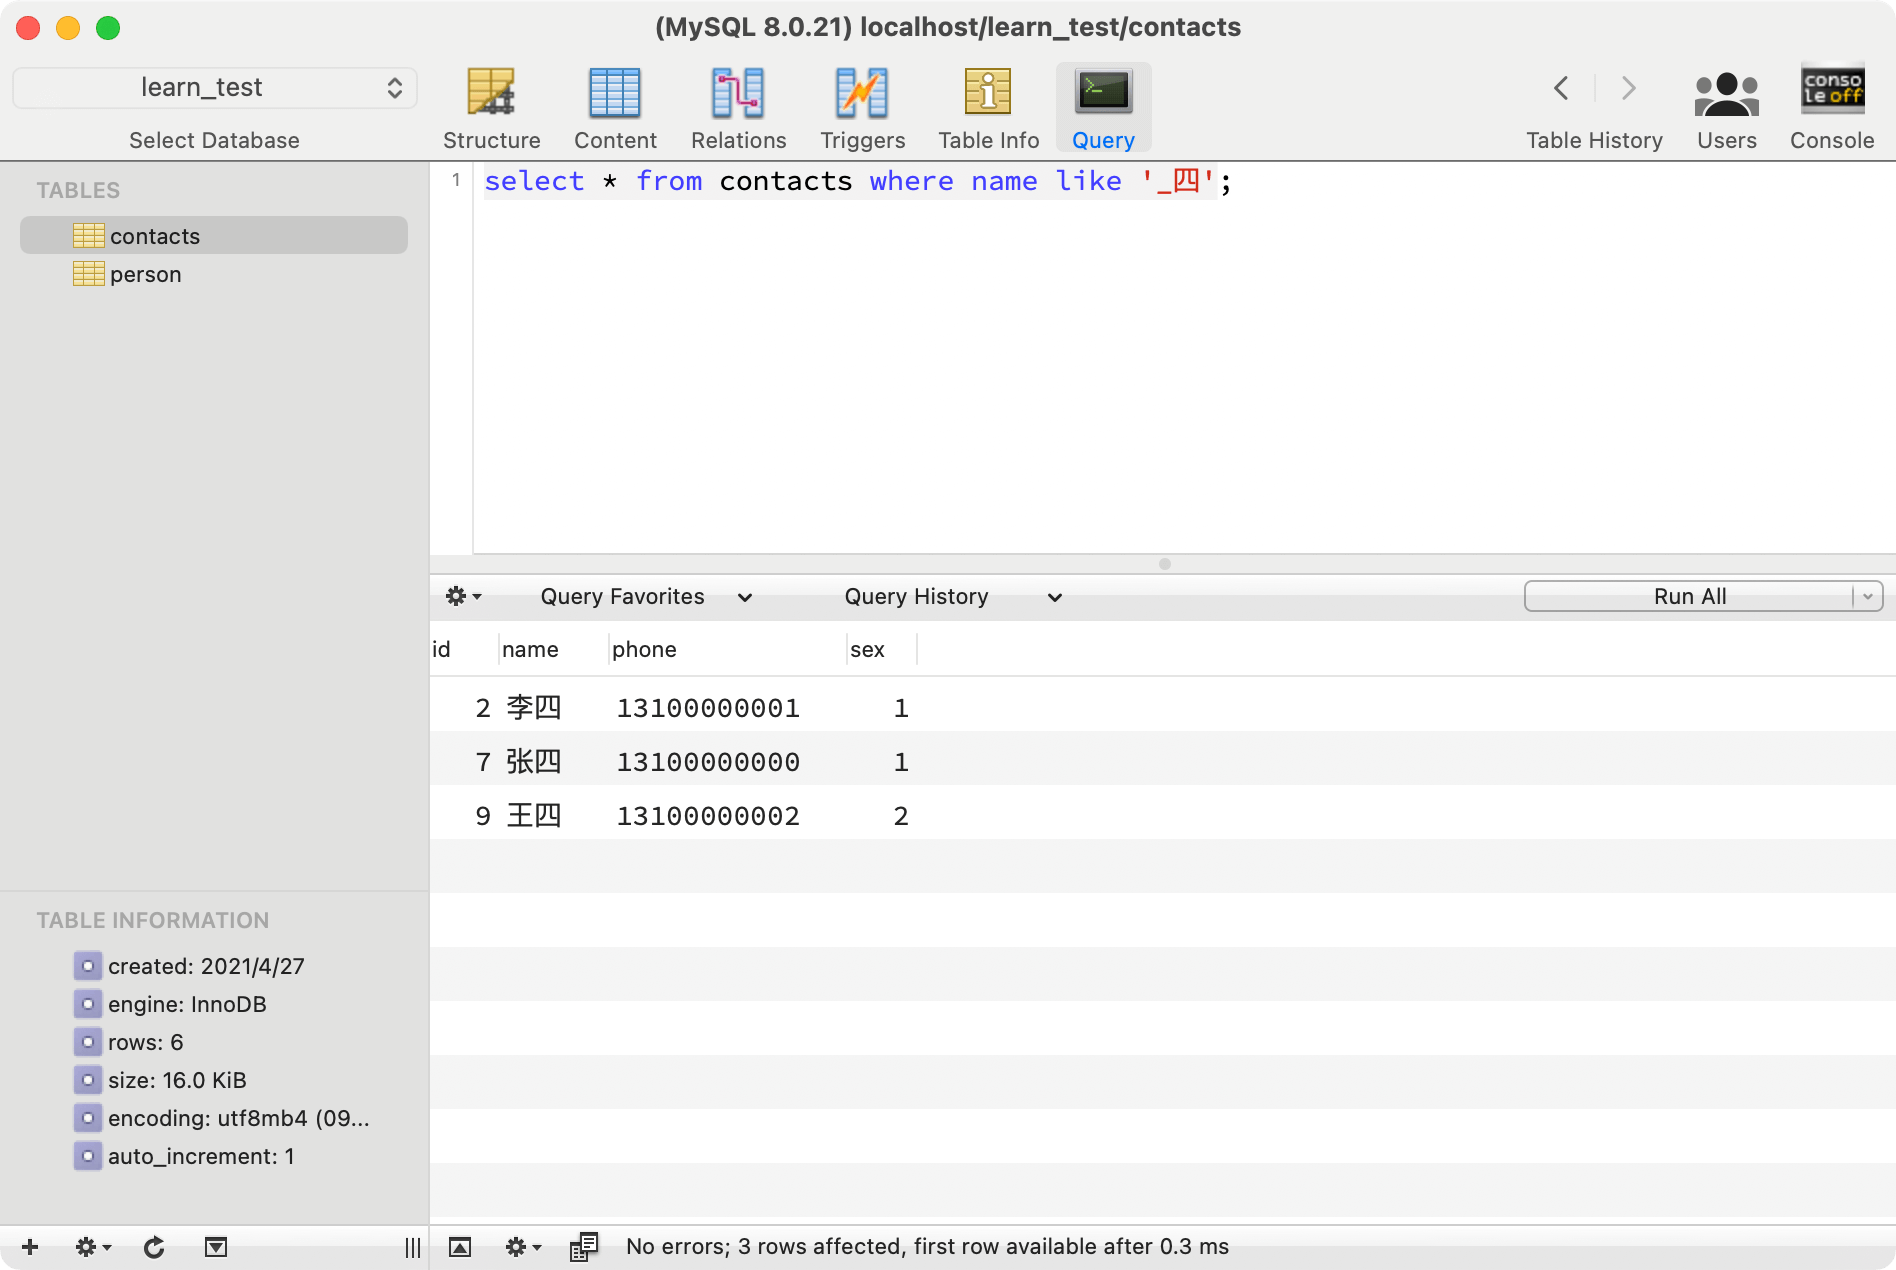 (MySQL 8.0.21) localhost/learn_test/contacts
learn_test
Select Database
Structure
Content
Relations
Triggers
Table Info
Query
Table History
Users
conso
le off
Console
TABLES
contacts
person
1 select * from contacts where name like '_四';
Query Favorites
Query History
Run All
id name phone sex
2 李四 13100000001 1
7 张四 13100000000 1
9 王四 13100000002 2
TABLE INFORMATION
created: 2021/4/27
engine: InnoDB
rows: 6
size: 16.0 KiB
encoding: utf8mb4 (09...
auto_increment: 1
No errors; 3 rows affected, first row available after 0.3 ms